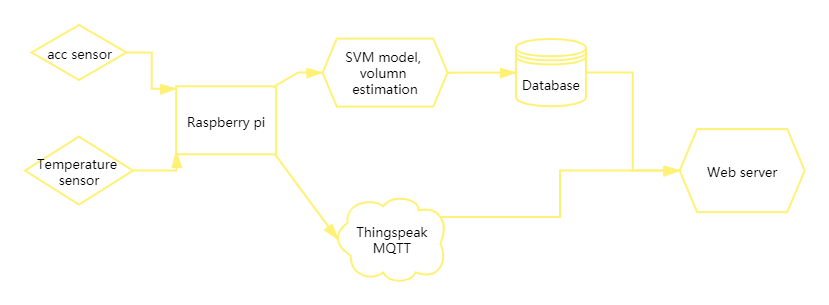 acc sensor
Temperature
sensor
Raspberry pi
SVM model,
volumn
estimation
Database
Thingspeak
MQTT
Web server